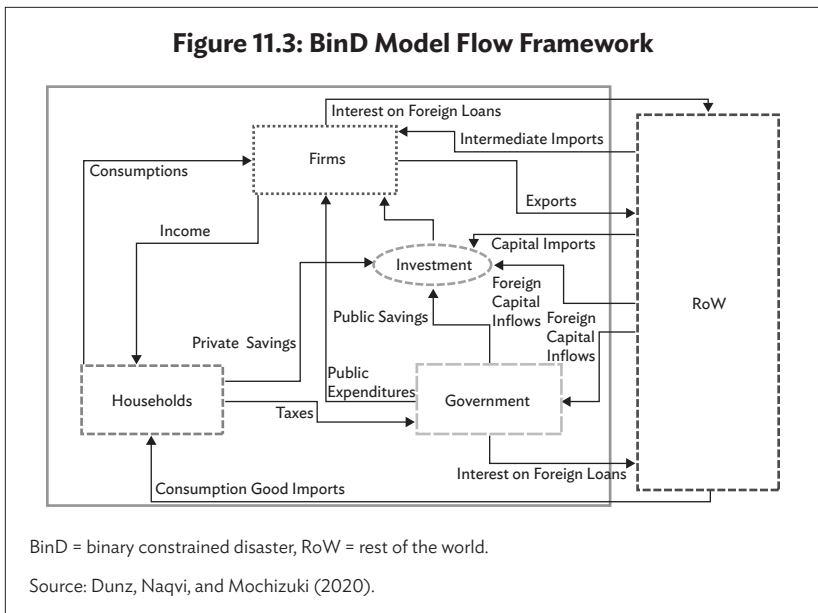 Figure 11.3: BinD Model Flow Framework
Interest on Foreign Loans
Intermediate Imports
Firms
Consumptions
Exports
Income
Capital Imports
Investment
Foreign
Capital
Inflows
RoW
Public Savings
Foreign
Capital
Inflows
Private Savings
Public
Expenditures
Households
Government
Taxes
Interest on Foreign Loans
Consumption Good Imports
BinD = binary constrained disaster, RoW = rest of the world.
Source: Dunz, Naqvi, and Mochizuki (2020).